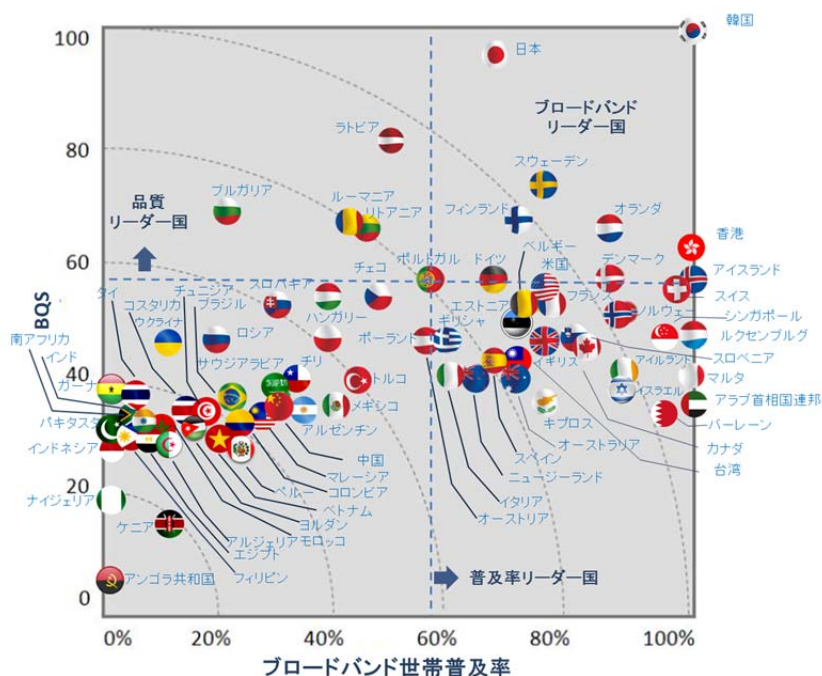 100
80
60
40
20
0
BQS
0%
20%
40%
60%
80%
100%
ブロードバンド世帯普及率
韓国
日本
ブロードバンド
リーダー国
ラトビア
スウェーデン
品質
リーダー国
ブルガリア
ルーマニア
リトアニア
フィンランド
オランダ
香港
ベルギー
米国
デンマーク
アイスランド
ポルトガル
ドイツ
チェコ
スロバキア
ハンガリー
タイ
コスタリカ
チュニジア
ブラジル
ウクライナ
ロシア
サウジアラビア
チリ
トルコ
メキシコ
アルゼンチン
エストニア
ギリシャ
ポーランド
フランス
ノルウェー
スイス
シンガポール
ルクセンブルグ
スロベニア
イギリス
アイルランド
イスラエル
マルタ
アラブ首相国連邦
バーレーン
カナダ
台湾
キプロス
オーストラリア
スペイン
ニュージーランド
イタリア
オーストリア
南アフリカ
インド
ガーナ
パキスタスタ
インドネシア
ナイジェリア
ケニア
アンゴラ共和国
中国
マレーシア
コロンビア
ペルー
ベトナム
ヨルダン
モロッコ
アルジェリア
エジプト
フィリピン
普及率リーダー国